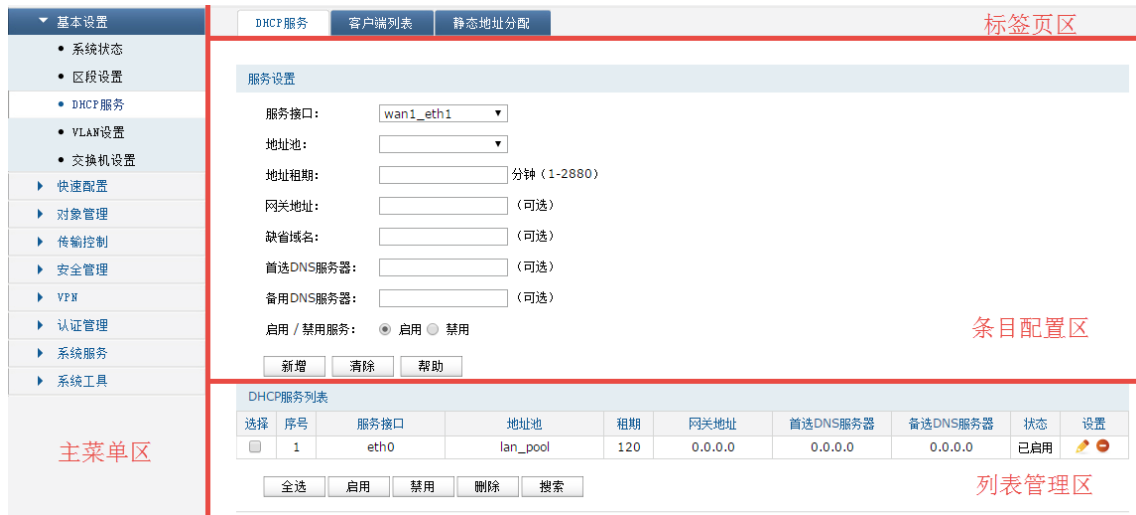 基本设置
系统状态
区段设置
DHCP服务
VLAN设置
交换机设置
快速配置
对象管理
传输控制
安全管理
VPN
认证管理
系统服务
系统工具
主菜单区
DHCP服务 客户端列表 静态地址分配 标签页区
服务设置
服务接口: wan1_eth1
地址池:
地址租期: 分钟（1-2880）
网关地址: （可选）
缺省域名: （可选）
首选DNS服务器: （可选）
备用DNS服务器: （可选）
启用 / 禁用服务: 启用 禁用
条目配置区
新增 清除 帮助
DHCP服务列表
选择 序号 服务接口 地址池 租期 网关地址 首选DNS服务器 备选DNS服务器 状态 设置
1 eth0 lan_pool 120 0.0.0.0 0.0.0.0 0.0.0.0 已启用
全选 启用 禁用 删除 搜索 列表管理区